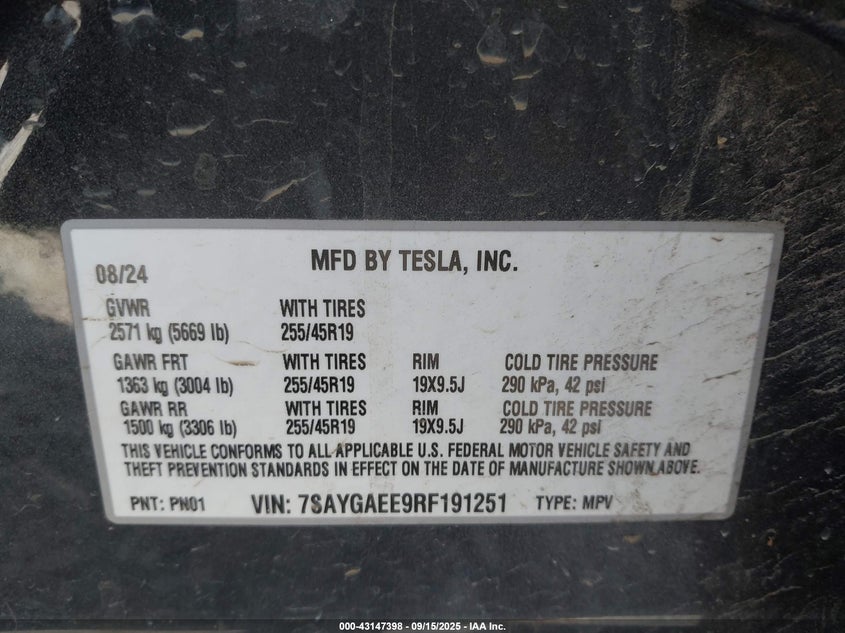 08/24 MFD BY TESLA, INC.
GVWR WITH TIRES
2571 kg (5669 lb) 255/45R19
GAWR FRT WITH TIRES RIM COLD TIRE PRESSURE
1363 kg (3004 lb) 255/45R19 19X9.5J 290 kPa, 42 psi
GAWR RR WITH TIRES RIM COLD TIRE PRESSURE
1500 kg (3306 lb) 255/45R19 19X9.5J 290 kPa, 42 psi
THIS VEHICLE CONFORMS TO ALL APPLICABLE U.S. FEDERAL MOTOR VEHICLE SAFETY AND
THEFT PREVENTION STANDARDS IN EFFECT ON THE DATE OF MANUFACTURE SHOWN ABOVE.
PNT: PN01 VIN: 7SAYGAEE9RF191251 TYPE: MPV
000-43147398 - 09/15/2025 - IAA Inc.